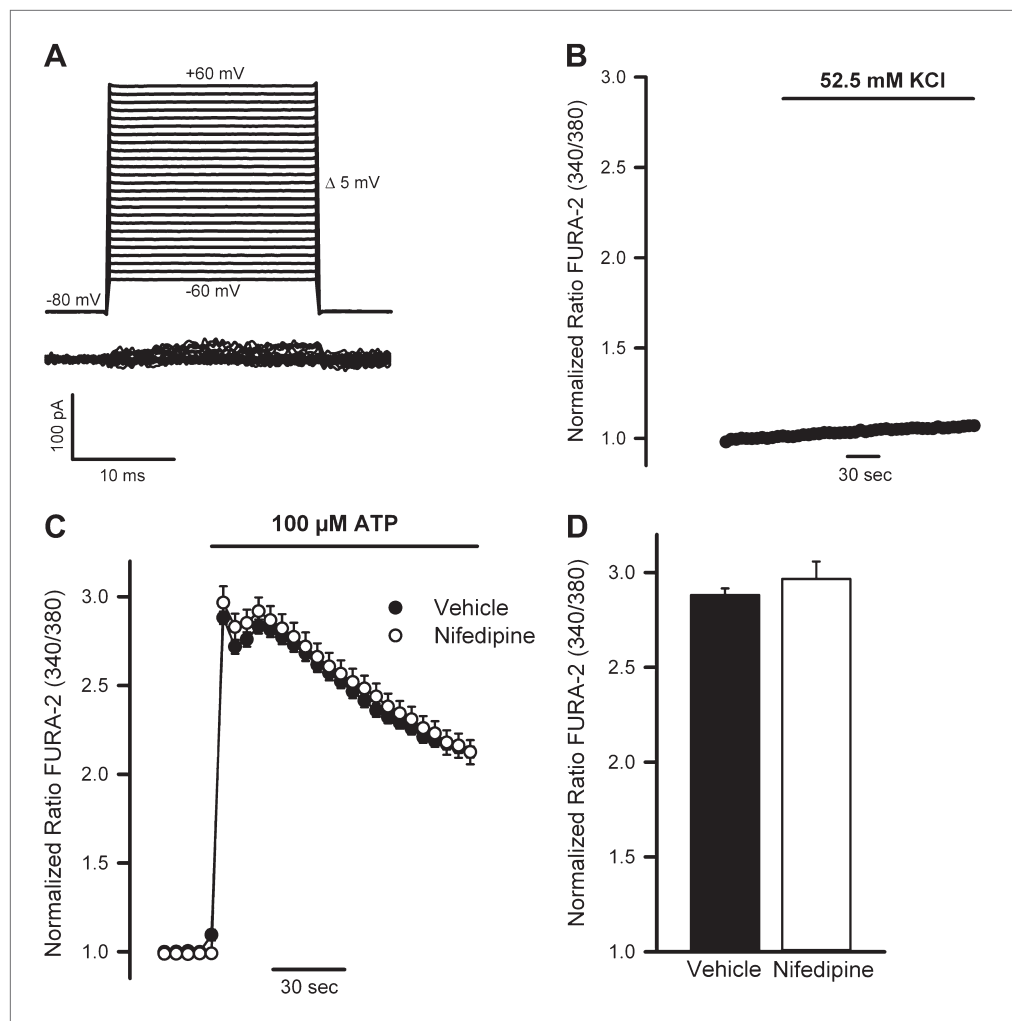 A
+60 mV
Δ 5 mV
-60 mV
-80 mV
100 pA
10 ms
B
52.5 mM KCl
Normalized Ratio FURA-2 (340/380)
3.0
2.5
2.0
1.5
1.0
30 sec
C
100 µM ATP
Normalized Ratio FURA-2 (340/380)
3.0
2.5
2.0
1.5
1.0
Vehicle
Nifedipine
30 sec
D
Normalized Ratio FURA-2 (340/380)
3.0
2.5
2.0
1.5
1.0
Vehicle Nifedipine